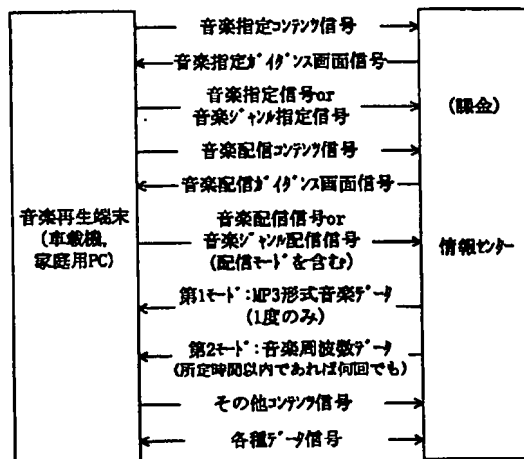 音楽指定コンテンツ信号
音楽指定ガイダンス画面信号
音楽指定信号or
音楽ジャンル指定信号
(課金)
音楽配信コンテンツ信号
音楽配信ガイダンス画面信号
音楽再生端末
(車載機,
家庭用PC)
音楽配信信号or
音楽ジャンル配信信号
(配信モードを含む)
情報センター
第1モード:MP3形式音楽データ
(1度のみ)
第2モード:音楽周波数データ
(所定時間以内であれば何回でも)
その他コンテンツ信号
各種データ信号